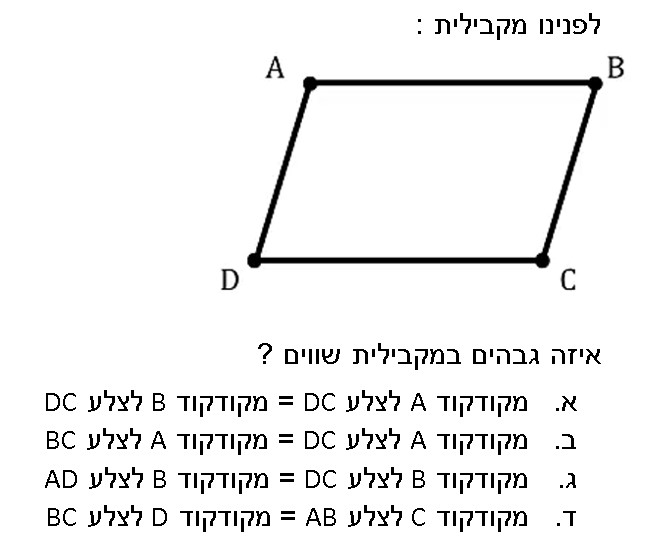 לפנינו מקבילית :
A
B
D
C
איזה גבהים במקבילית שווים ?
א. מקודקוד A לצלע DC = מקודקוד B לצלע DC
ב. מקודקוד A לצלע DC = מקודקוד A לצלע BC
ג. מקודקוד B לצלע DC = מקודקוד B לצלע AD
ד. מקודקוד C לצלע AB = מקודקוד D לצלע BC